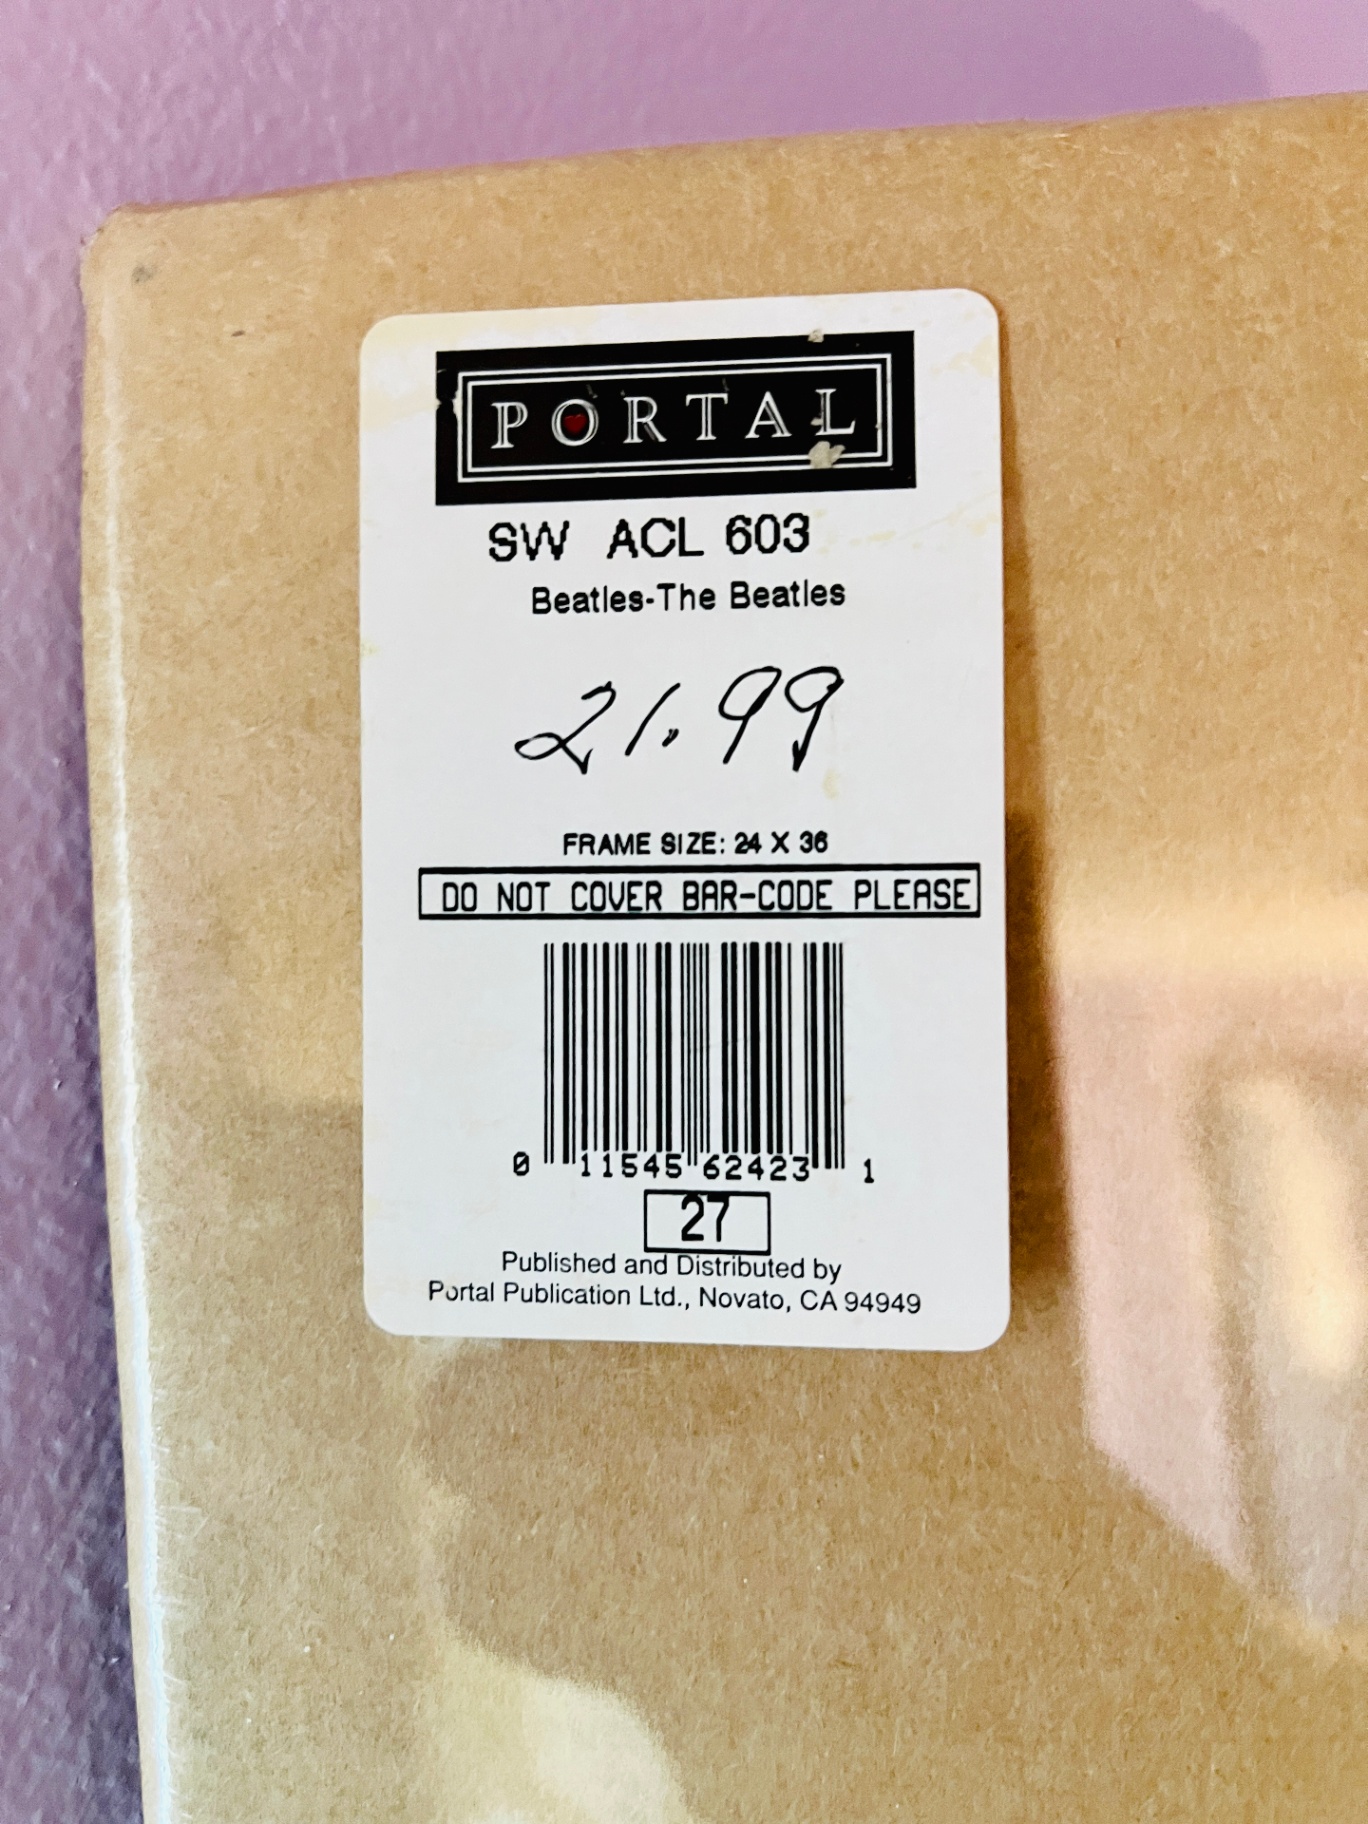 PORTAL
SW ACL 603
Beatles-The Beatles
21.99
FRAME SIZE: 24 X 36
DO NOT COVER BAR-CODE PLEASE
0 11545 62423 1
27
Published and Distributed by
Portal Publication Ltd., Novato, CA 94949